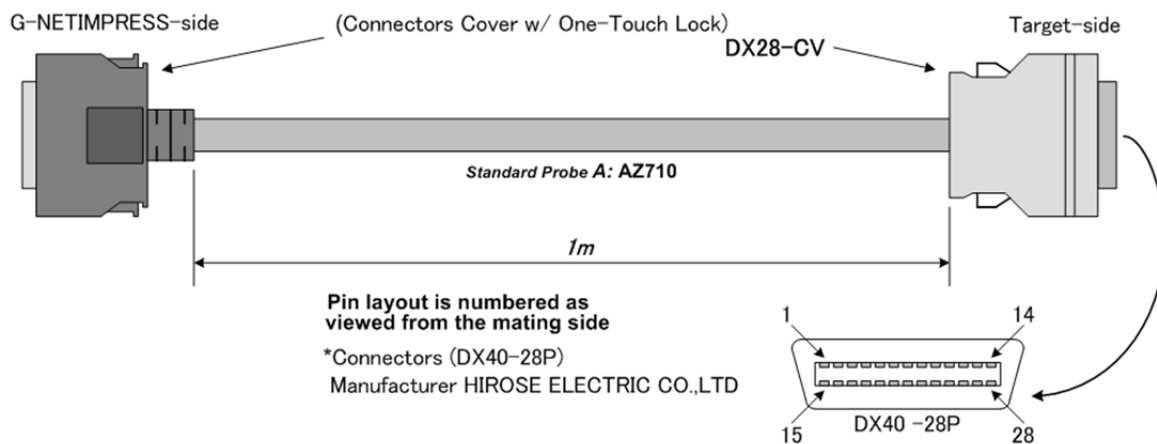 G-NETIMPRESS-side
(Connectors Cover w/ One-Touch Lock)
DX28-CV
Target-side
Standard Probe A: AZ710
1m
Pin layout is numbered as
viewed from the mating side
*Connectors (DX40-28P)
Manufacturer HIROSE ELECTRIC CO.,LTD
1
14
15
DX40 -28P
28